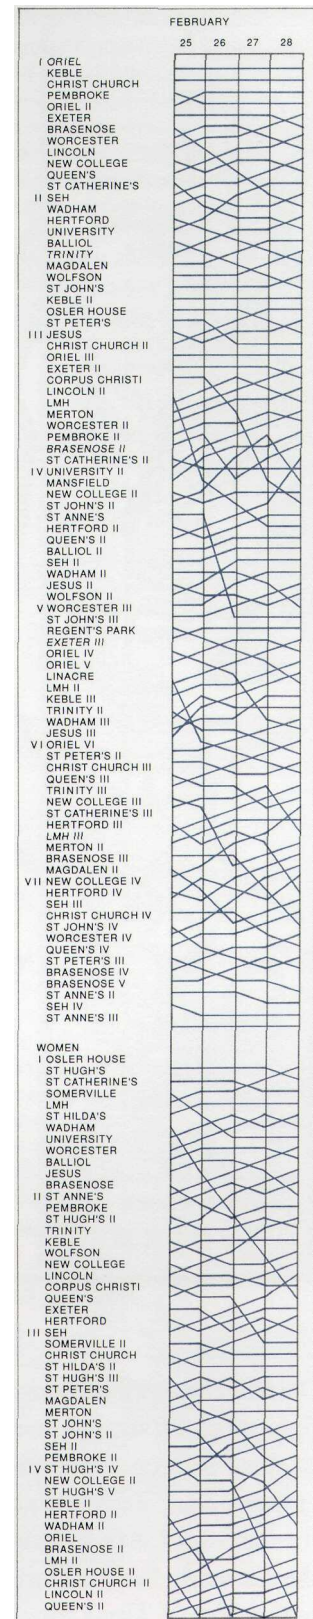 FEBRUARY
25 26 27 28
I ORIEL
KEBLE
CHRIST CHURCH
PEMBROKE
ORIEL II
EXETER
BRASENOSE
WORCESTER
LINCOLN
NEW COLLEGE
QUEEN'S
ST CATHERINE'S
II SEH
WADHAM
HERTFORD
UNIVERSITY
BALLIOL
TRINITY
MAGDALEN
WOLFSON
ST JOHN'S
KEBLE II
OSLER HOUSE
ST PETER'S
III JESUS
CHRIST CHURCH II
ORIEL III
EXETER II
CORPUS CHRISTI
LINCOLN II
LMH
MERTON
WORCESTER II
PEMBROKE II
BRASENOSE II
ST CATHERINE'S II
IV UNIVERSITY II
MANSFIELD
NEW COLLEGE II
ST JOHN'S II
ST ANNE'S
HERTFORD II
QUEEN'S II
BALLIOL II
SEH II
WADHAM II
JESUS II
WOLFSON II
V WORCESTER III
ST JOHN'S III
REGENT'S PARK
EXETER III
ORIEL IV
ORIEL V
LINACRE
LMH II
KEBLE III
TRINITY II
WADHAM III
JESUS III
VI ORIEL VI
ST PETER'S II
CHRIST CHURCH III
QUEEN'S III
TRINITY III
NEW COLLEGE III
ST CATHERINE'S III
HERTFORD III
LMH III
MERTON II
BRASENOSE III
MAGDALEN II
VII NEW COLLEGE IV
HERTFORD IV
SEH III
CHRIST CHURCH IV
ST JOHN'S IV
WORCESTER IV
QUEEN'S IV
ST PETER'S III
BRASENOSE IV
BRASENOSE V
ST ANNE'S II
SEH IV
ST ANNE'S III
WOMEN
I OSLER HOUSE
ST HUGH'S
ST CATHERINE'S
SOMERVILLE
LMH
ST HILDA'S
WADHAM
UNIVERSITY
WORCESTER
BALLIOL
JESUS
BRASENOSE
II ST ANNE'S
PEMBROKE
ST HUGH'S II
TRINITY
KEBLE
WOLFSON
NEW COLLEGE
LINCOLN
CORPUS CHRISTI
QUEEN'S
EXETER
HERTFORD
III SEH
SOMERVILLE II
CHRIST CHURCH
ST HILDA'S II
ST HUGH'S III
ST PETER'S
MAGDALEN
MERTON
ST JOHN'S
ST JOHN'S II
SEH II
PEMBROKE II
IV ST HUGH'S IV
NEW COLLEGE II
ST HUGH'S V
KEBLE II
HERTFORD II
WADHAM II
ORIEL
BRASENOSE II
LMH II
OSLER HOUSE II
CHRIST CHURCH II
LINCOLN II
QUEEN'S II